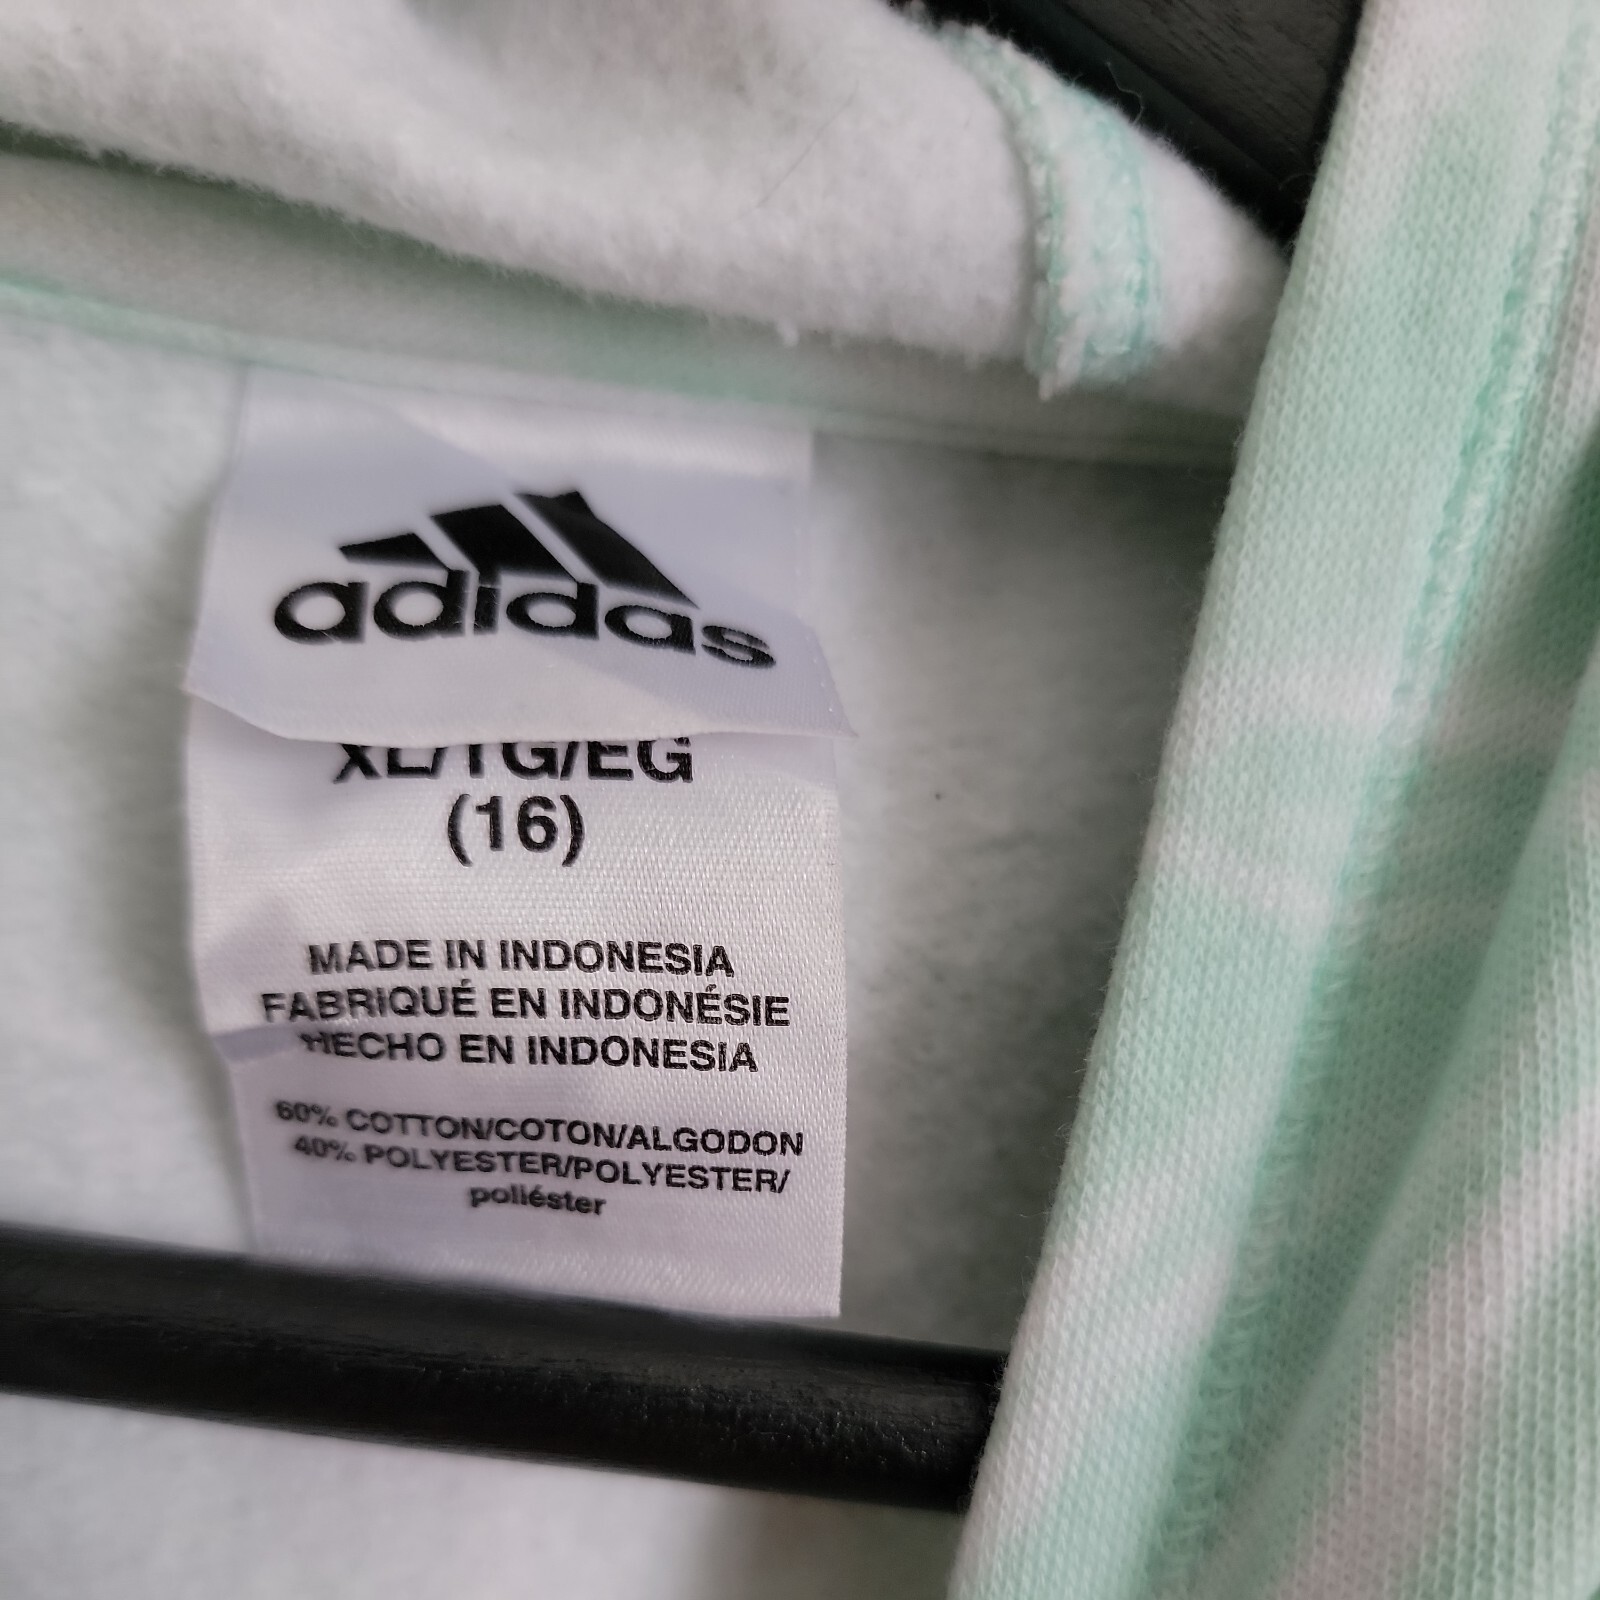 adidas
XL/TG/EG
(16)
MADE IN INDONESIA
FABRIQUÉ EN INDONÉSIE
HECHO EN INDONESIA
60% COTTON/COTON/ALGODON
40% POLYESTER/POLYESTER/
poliéster